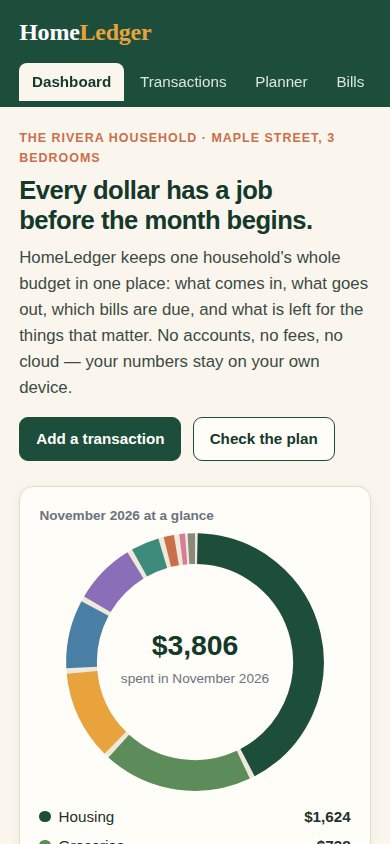 HomeLedger
Dashboard Transactions Planner Bills
THE RIVERA HOUSEHOLD · MAPLE STREET, 3
BEDROOMS
Every dollar has a job
before the month begins.
HomeLedger keeps one household's whole
budget in one place: what comes in, what goes
out, which bills are due, and what is left for the
things that matter. No accounts, no fees, no
cloud — your numbers stay on your own
device.
Add a transaction Check the plan
November 2026 at a glance
$3,806
spent in November 2026
Housing $1,624